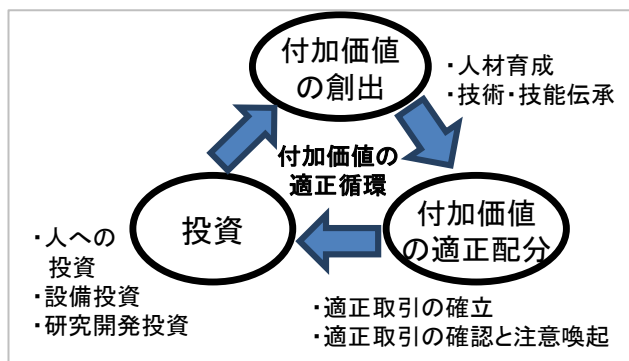 付加価値
の創出
・人材育成
・技術・技能伝承
付加価値の
適正循環
投資
付加価値
の適正配分
・人への
投資
・設備投資
・研究開発投資
・適正取引の確立
・適正取引の確認と注意喚起